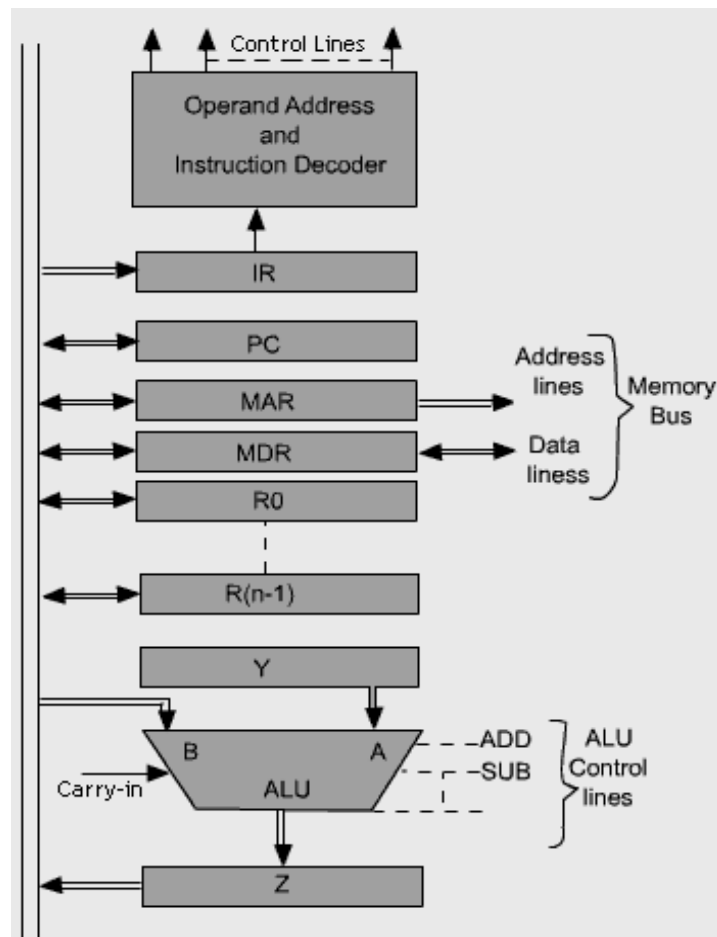 Control Lines
Operand Address
and
Instruction Decoder
IR
PC
MAR
Address
lines
Memory
Bus
MDR
Data
liness
R0
R(n-1)
Y
B
A
ADD
SUB
ALU
Control
lines
Carry-in
ALU
Z